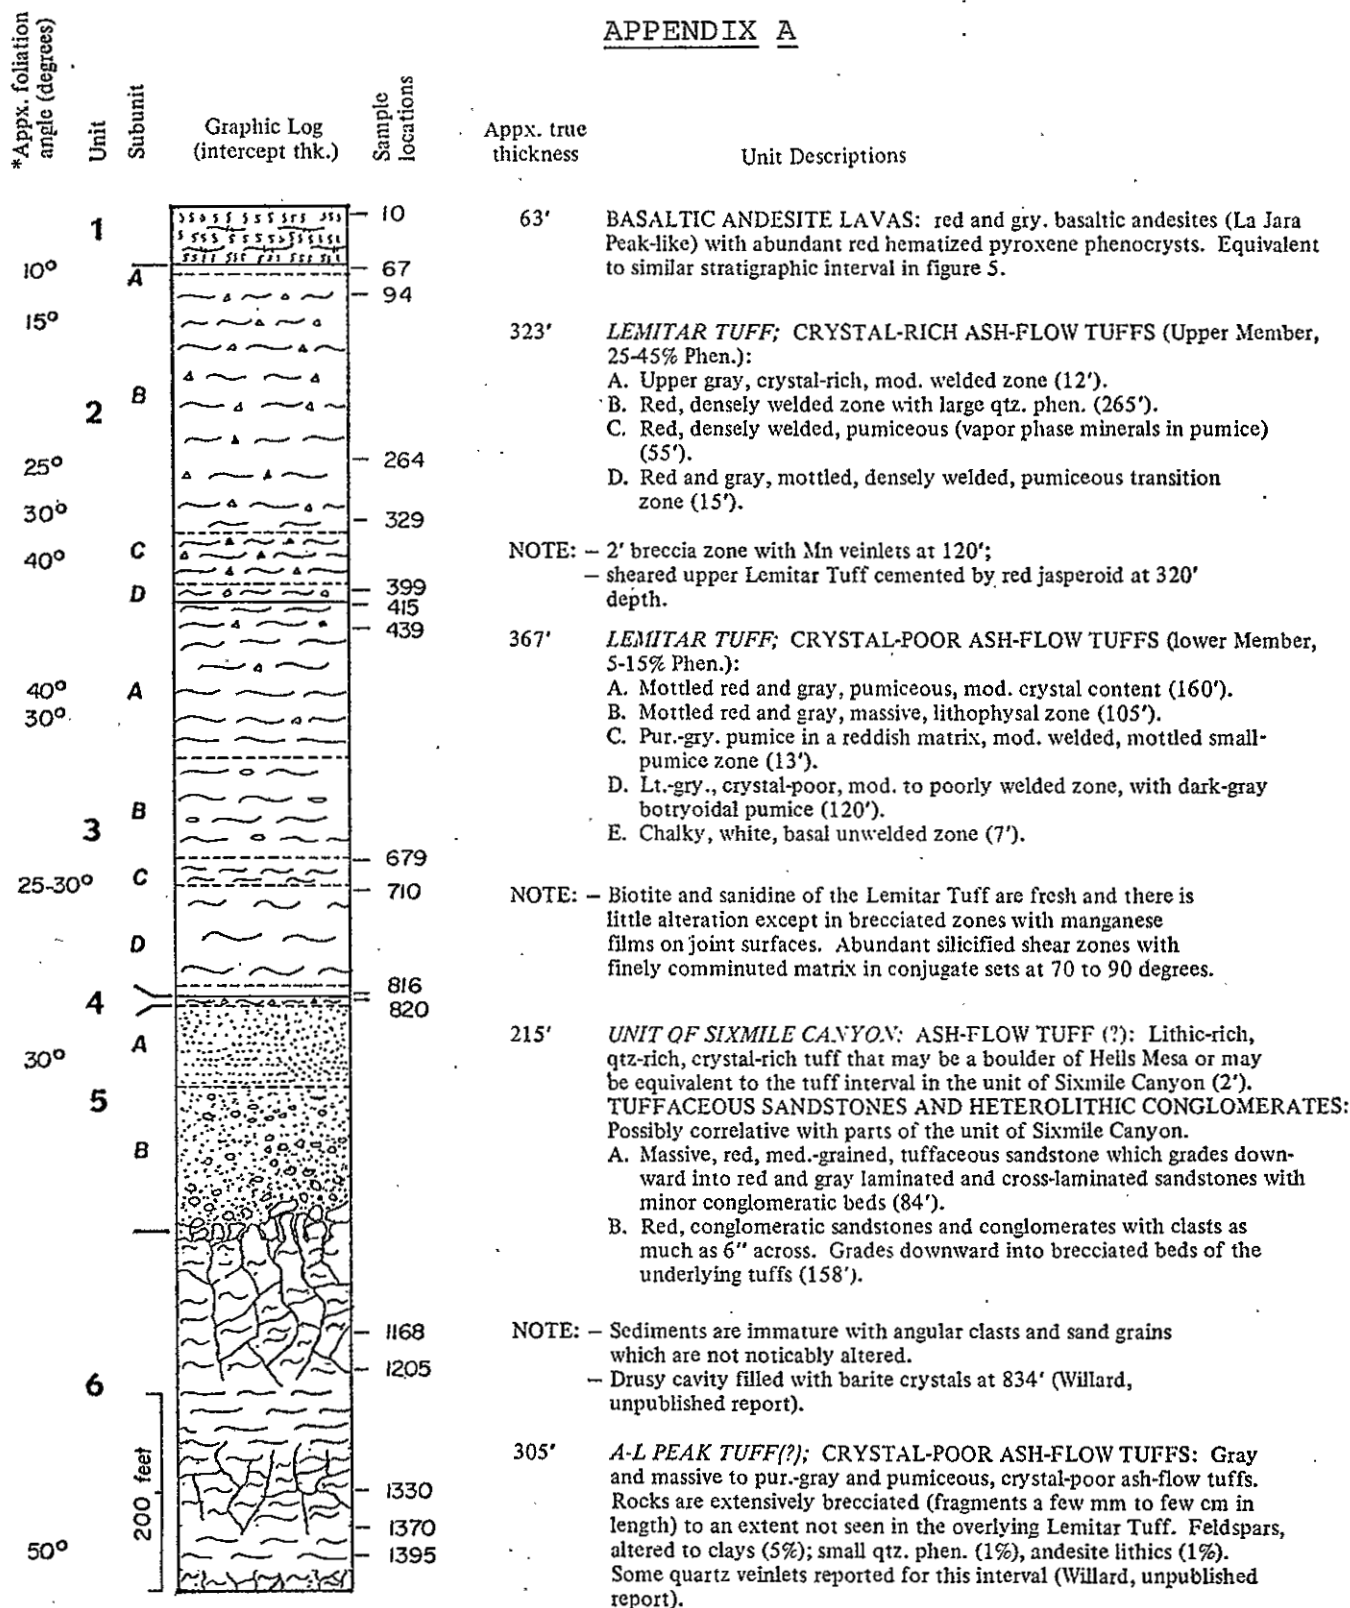 APPENDIX A
*Appx. foliation angle (degrees)
Unit
Subunit
Graphic Log
(intercept thk.)
Sample locations
Appx. true
thickness
Unit Descriptions
1
10
10°
A
67
94
15°
B
2
25°
264
30°
329
40°
C
D
399
415
439
40°
A
30°
B
3
679
25-30°
C
710
D
816
4
820
A
30°
5
B
1168
1205
6
200 feet
1330
1370
50°
1395
63' BASALTIC ANDESITE LAVAS: red and gry. basaltic andesites (La Jara
Peak-like) with abundant red hematized pyroxene phenocrysts. Equivalent
to similar stratigraphic interval in figure 5.
323' LEMITAR TUFF; CRYSTAL-RICH ASH-FLOW TUFFS (Upper Member,
25-45% Phen.):
A. Upper gray, crystal-rich, mod. welded zone (12').
B. Red, densely welded zone with large qtz. phen. (265').
C. Red, densely welded, pumiceous (vapor phase minerals in pumice)
(55').
D. Red and gray, mottled, densely welded, pumiceous transition
zone (15').
NOTE: – 2' breccia zone with Mn veinlets at 120';
– sheared upper Lemitar Tuff cemented by red jasperoid at 320'
depth.
367' LEMITAR TUFF; CRYSTAL-POOR ASH-FLOW TUFFS (lower Member,
5-15% Phen.):
A. Mottled red and gray, pumiceous, mod. crystal content (160').
B. Mottled red and gray, massive, lithophysal zone (105').
C. Pur.-gry. pumice in a reddish matrix, mod. welded, mottled small-
pumice zone (13').
D. Lt.-gry., crystal-poor, mod. to poorly welded zone, with dark-gray
botryoidal pumice (120').
E. Chalky, white, basal unwelded zone (7').
NOTE: – Biotite and sanidine of the Lemitar Tuff are fresh and there is
little alteration except in brecciated zones with manganese
films on joint surfaces. Abundant silicified shear zones with
finely comminuted matrix in conjugate sets at 70 to 90 degrees.
215' UNIT OF SIXMILE CANYON: ASH-FLOW TUFF (?): Lithic-rich,
qtz-rich, crystal-rich tuff that may be a boulder of Hells Mesa or may
be equivalent to the tuff interval in the unit of Sixmile Canyon (2').
TUFFACEOUS SANDSTONES AND HETEROLITHIC CONGLOMERATES:
Possibly correlative with parts of the unit of Sixmile Canyon.
A. Massive, red, med.-grained, tuffaceous sandstone which grades down-
ward into red and gray laminated and cross-laminated sandstones with
minor conglomeratic beds (84').
B. Red, conglomeratic sandstones and conglomerates with clasts as
much as 6" across. Grades downward into brecciated beds of the
underlying tuffs (158').
NOTE: – Sediments are immature with angular clasts and sand grains
which are not noticably altered.
– Drusy cavity filled with barite crystals at 834' (Willard,
unpublished report).
305' A-L PEAK TUFF(?); CRYSTAL-POOR ASH-FLOW TUFFS: Gray
and massive to pur.-gray and pumiceous, crystal-poor ash-flow tuffs.
Rocks are extensively brecciated (fragments a few mm to few cm in
length) to an extent not seen in the overlying Lemitar Tuff. Feldspars,
altered to clays (5%); small qtz. phen. (1%), andesite lithics (1%).
Some quartz veinlets reported for this interval (Willard, unpublished
report).